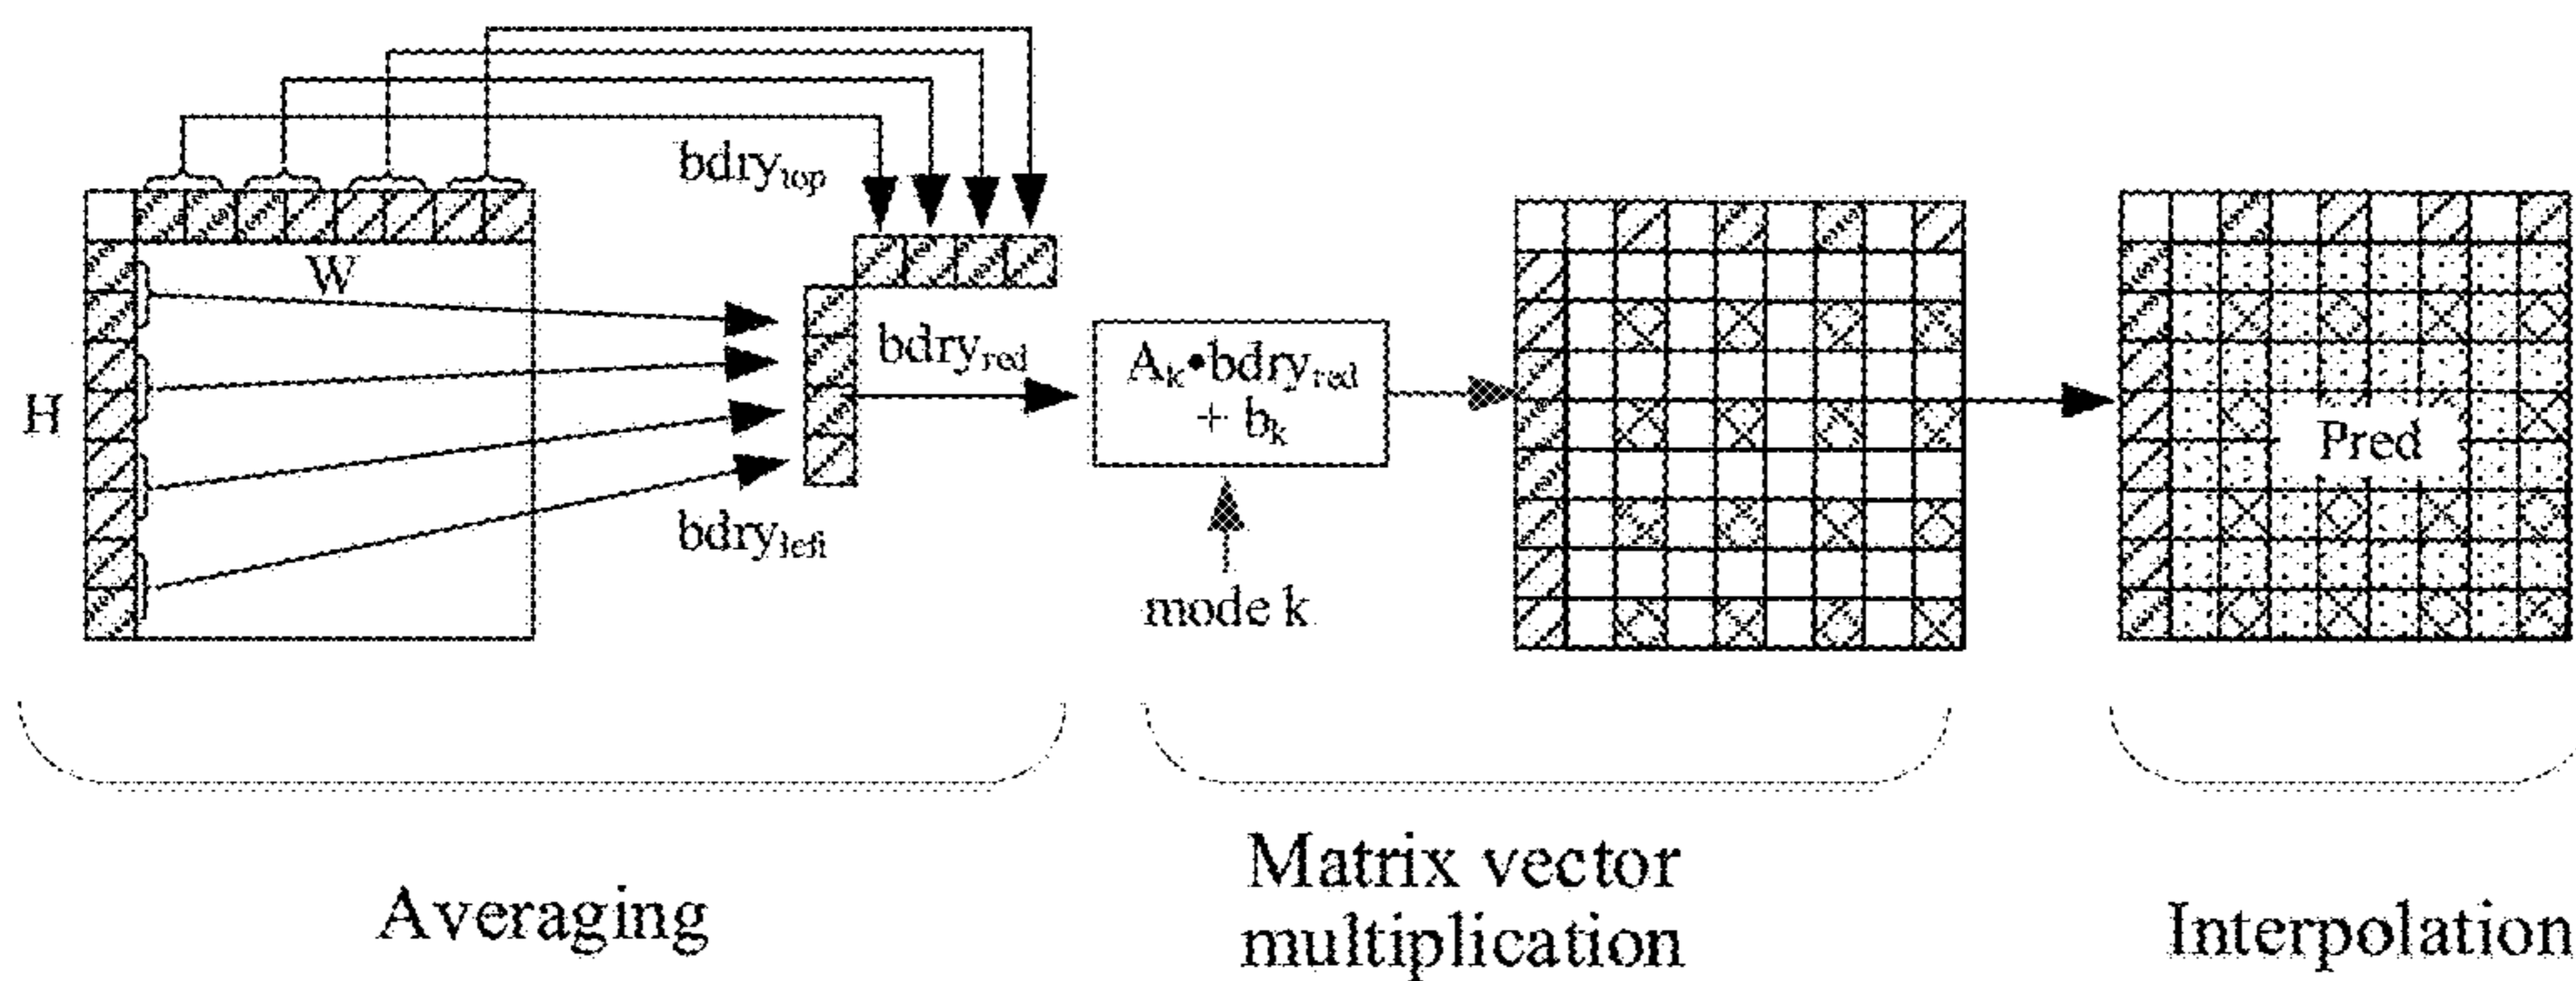 bdry_top
W
H
bdry_red
A_k•bdry_red
+ b_k
Pred
bdry_left
mode k
Averaging
Matrix vector
multiplication
Interpolation